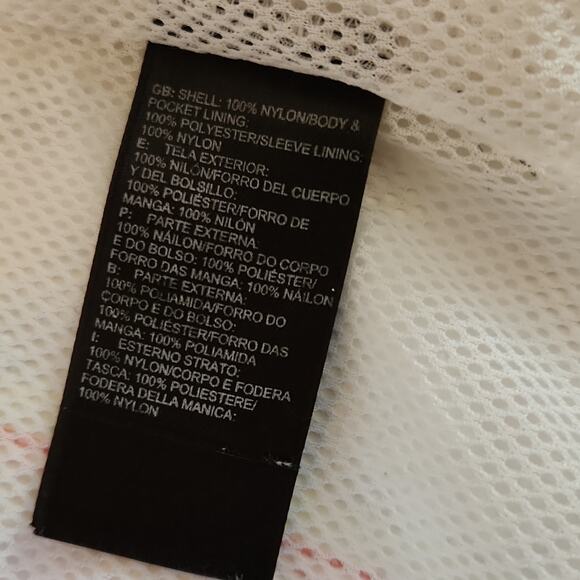 GB: SHELL: 100% NYLON/BODY &
POCKET LINING:
100% POLYESTER/SLEEVE LINING:
100% NYLON
E: TELA EXTERIOR:
100% NILÓN/FORRO DEL CUERPO
Y DEL BOLSILLO:
100% POLIÉSTER/FORRO DE
MANGA: 100% NILÓN
P: PARTE EXTERNA:
100% NÁILON/FORRO DO CORPO
E DO BOLSO: 100% POLIÉSTER/
FORRO DAS MANGA: 100% NÁILON
B: PARTE EXTERNA:
100% POLIAMIDA/FORRO DO
CORPO E DO BOLSO:
100% POLIÉSTER/FORRO DAS
MANGA: 100% POLIAMIDA
I: ESTERNO STRATO:
100% NYLON/CORPO E FODERA
TASCA: 100% POLIESTERE/
FODERA DELLA MANICA:
100% NYLON